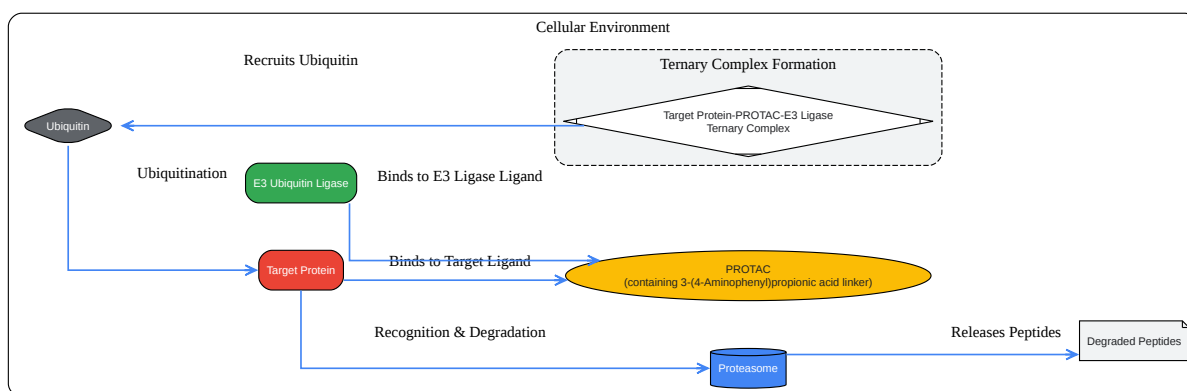 Cellular Environment
Recruits Ubiquitin
Ternary Complex Formation
Target Protein-PROTAC-E3 Ligase
Ternary Complex
Ubiquitin
Ubiquitination
E3 Ubiquitin Ligase
Binds to E3 Ligase Ligand
Target Protein
Binds to Target Ligand
PROTAC
(containing 3-(4-Aminophenyl)propionic acid linker)
Recognition & Degradation
Releases Peptides
Degraded Peptides
Proteasome